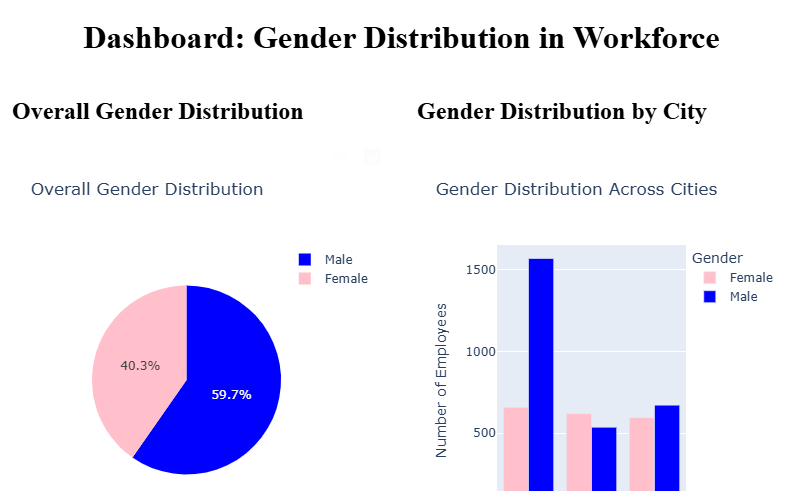 Dashboard: Gender Distribution in Workforce
Overall Gender Distribution
Gender Distribution by City
Overall Gender Distribution
Male
Female
40.3%
59.7%
Gender Distribution Across Cities
Gender
Female
Male
Number of Employees
1500
1000
500